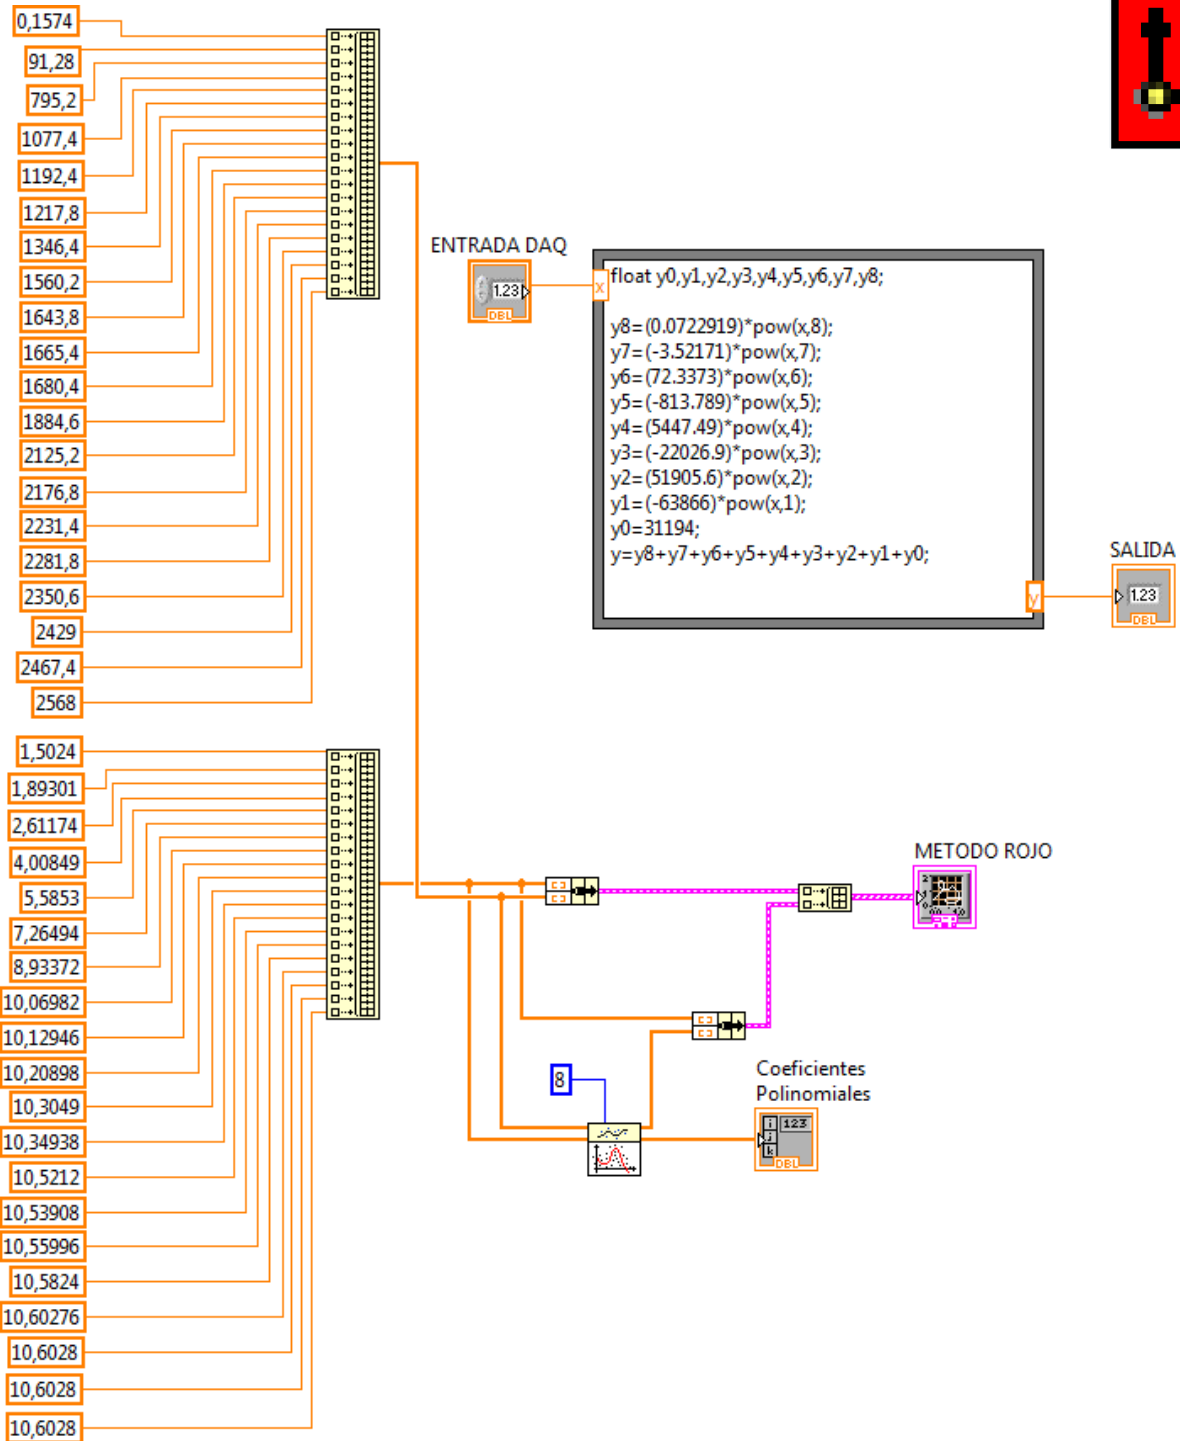 0,1574
91,28
795,2
1077,4
1192,4
1217,8
1346,4
1560,2
1643,8
1665,4
1680,4
1884,6
2125,2
2176,8
2231,4
2281,8
2350,6
2429
2467,4
2568
ENTRADA DAQ
1.23
DBL
x
float y0,y1,y2,y3,y4,y5,y6,y7,y8;
y8=(0.0722919)*pow(x,8);
y7=(-3.52171)*pow(x,7);
y6=(72.3373)*pow(x,6);
y5=(-813.789)*pow(x,5);
y4=(5447.49)*pow(x,4);
y3=(-22026.9)*pow(x,3);
y2=(51905.6)*pow(x,2);
y1=(-63866)*pow(x,1);
y0=31194;
y=y8+y7+y6+y5+y4+y3+y2+y1+y0;
y
SALIDA
1.23
DBL
1,5024
1,89301
2,61174
4,00849
5,5853
7,26494
8,93372
10,06982
10,12946
10,20898
10,3049
10,34938
10,5212
10,53908
10,55996
10,5824
10,60276
10,6028
10,6028
10,6028
METODO ROJO
8
Coeficientes
Polinomiales
i
j
k
123
DBL